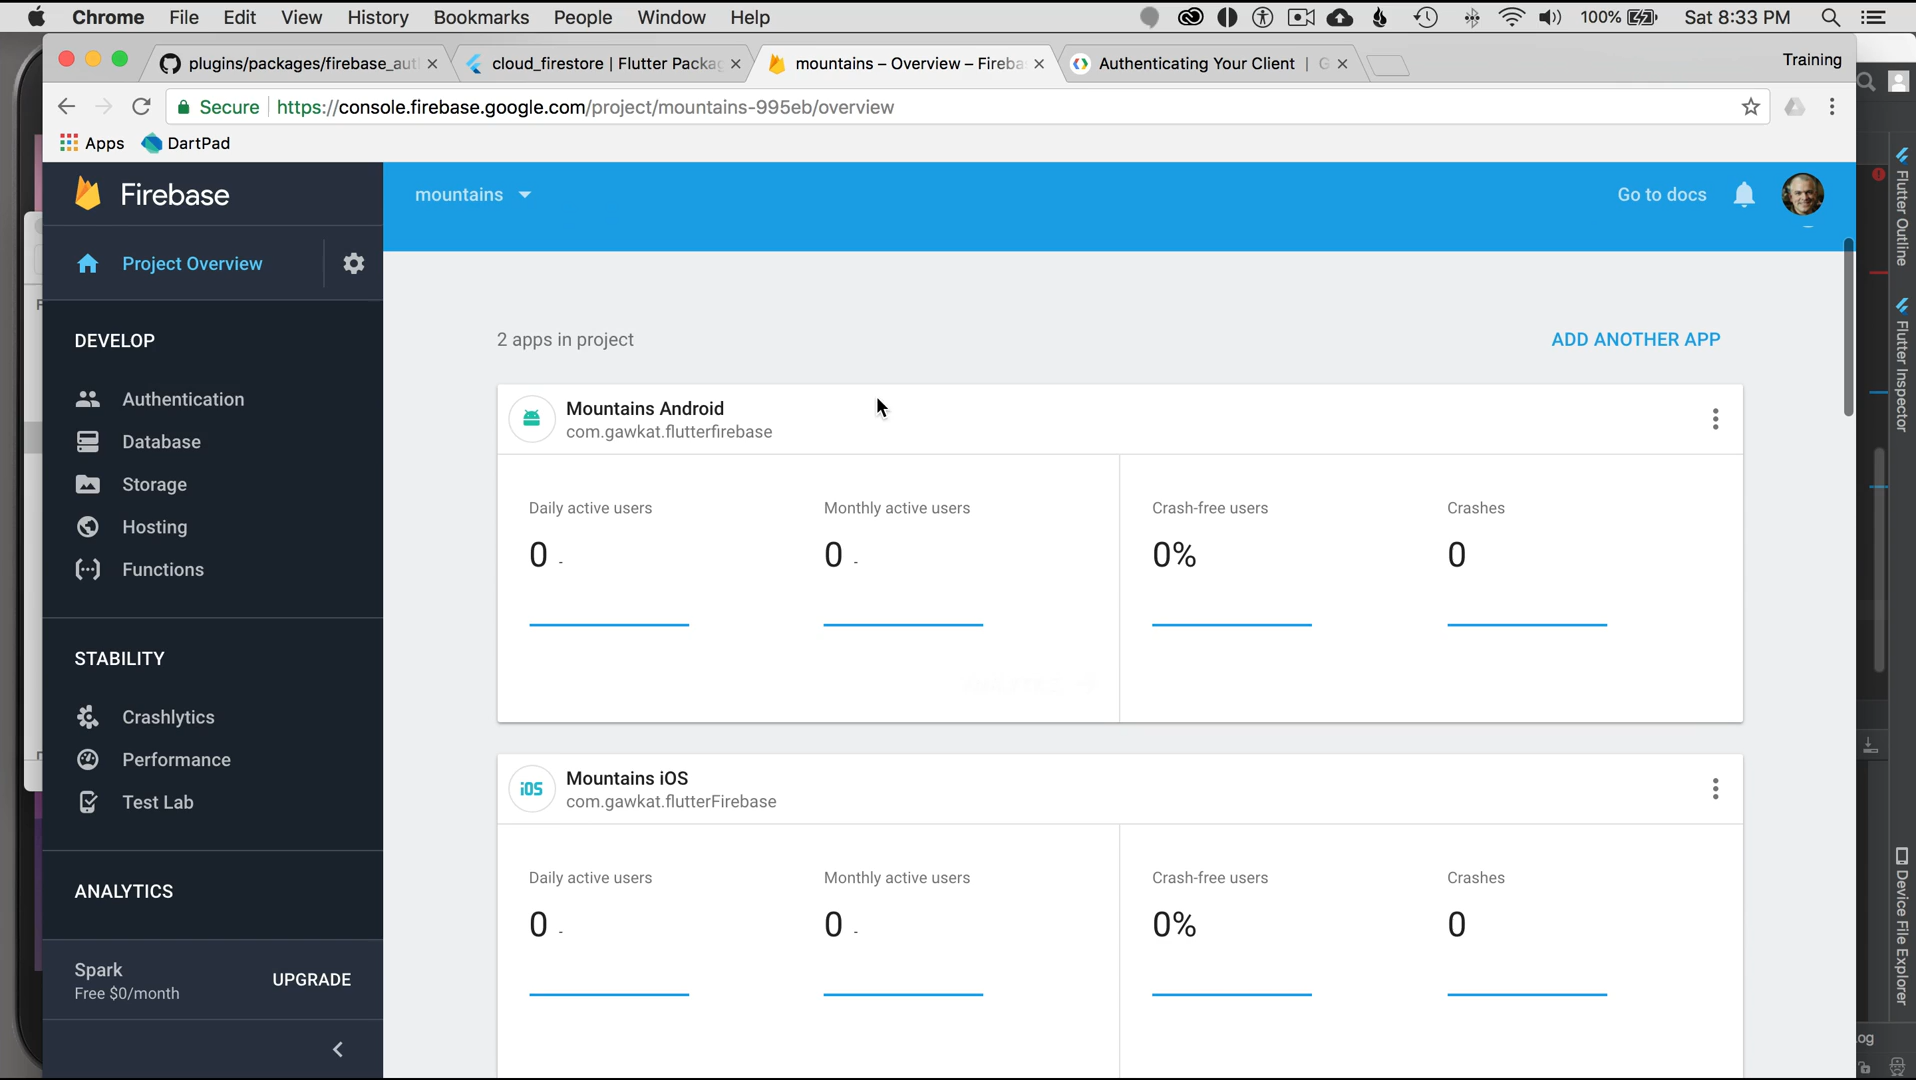 Chrome File Edit View History Bookmarks People Window Help 100% Sat 8:33 PM
plugins/packages/firebase_aut cloud_firestore | Flutter Packag mountains – Overview – Fireba Authenticating Your Client | G Training
Secure https://console.firebase.google.com/project/mountains-995eb/overview
Apps DartPad
Firebase
mountains
Go to docs
Project Overview
DEVELOP
Authentication
Database
Storage
Hosting
Functions
STABILITY
Crashlytics
Performance
Test Lab
ANALYTICS
Spark
Free $0/month
UPGRADE
2 apps in project
ADD ANOTHER APP
Mountains Android
com.gawkat.flutterfirebase
Daily active users Monthly active users Crash-free users Crashes
0 - 0 - 0% 0
iOS
Mountains iOS
com.gawkat.flutterFirebase
Daily active users Monthly active users Crash-free users Crashes
0 - 0 - 0% 0
Flutter Outline
Flutter Inspector
Device File Explorer
og